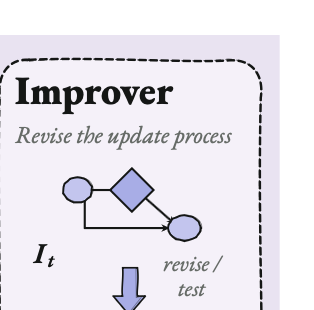 Improver
Revise the update process
I_t
revise /
test